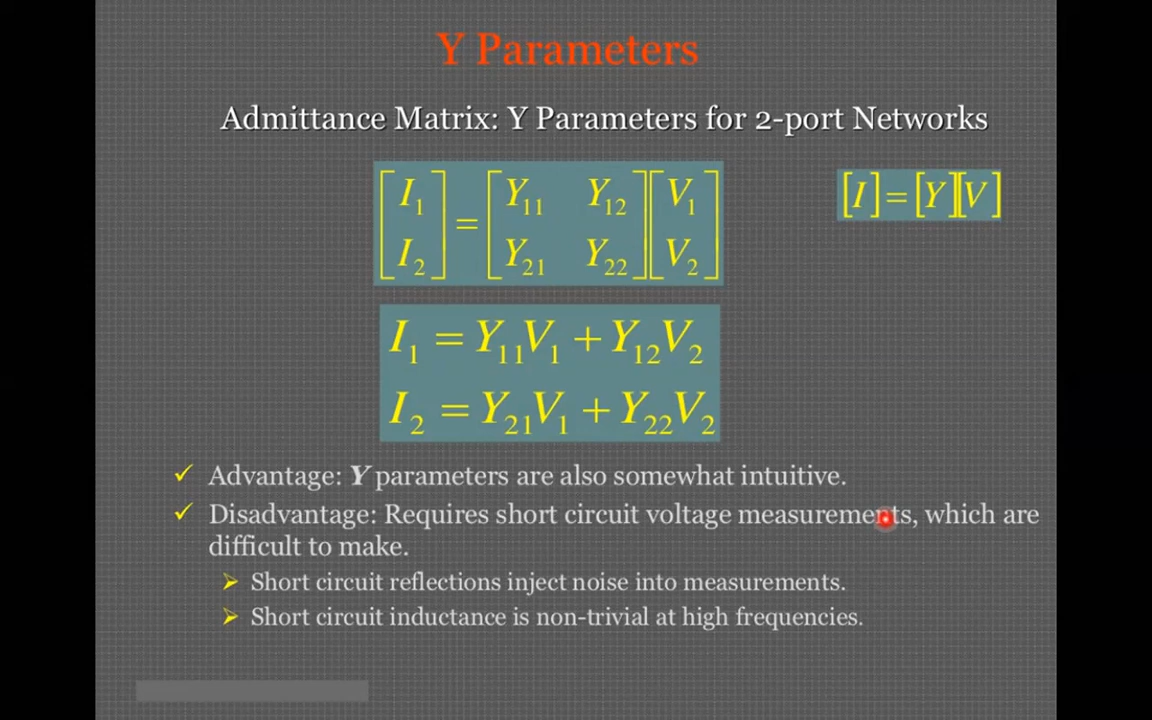 Y Parameters
Admittance Matrix: Y Parameters for 2-port Networks
[I₁ I₂] = [Y₁₁ Y₁₂ Y₂₁ Y₂₂] [V₁ V₂]
[I] = [Y][V]
I₁ = Y₁₁V₁ + Y₁₂V₂
I₂ = Y₂₁V₁ + Y₂₂V₂
✓ Advantage: Y parameters are also somewhat intuitive.
✓ Disadvantage: Requires short circuit voltage measurements, which are
difficult to make.
➢ Short circuit reflections inject noise into measurements.
➢ Short circuit inductance is non-trivial at high frequencies.